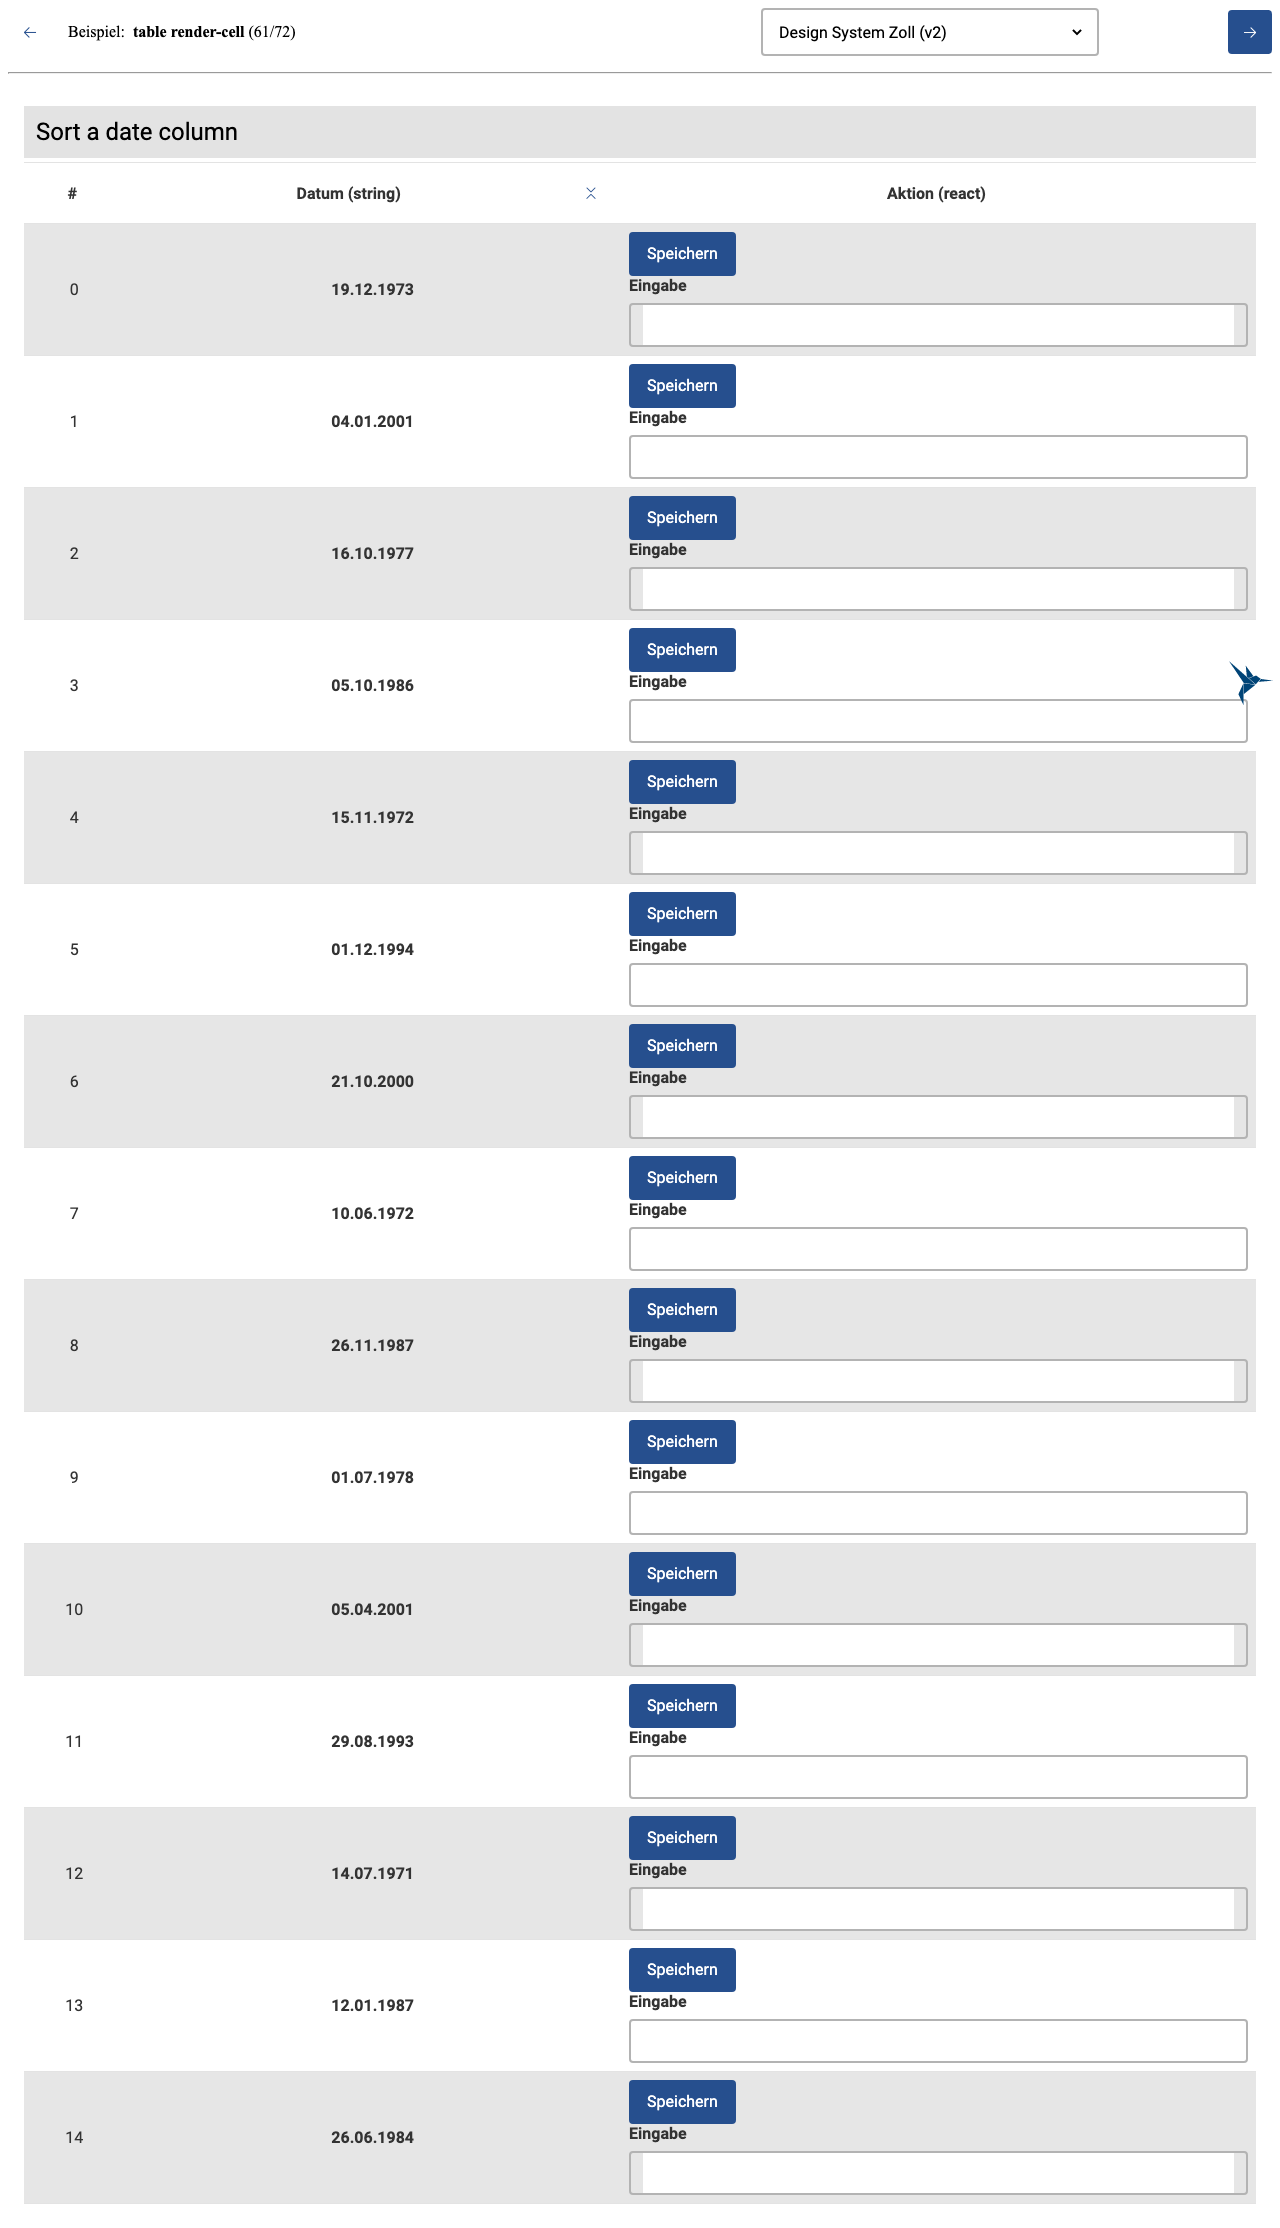 Beispiel: table render-cell (61/72)
Design System Zoll (v2)
Sort a date column
# Datum (string) Aktion (react)
Speichern
0 19.12.1973 Eingabe
Speichern
1 04.01.2001 Eingabe
Speichern
2 16.10.1977 Eingabe
Speichern
3 05.10.1986 Eingabe
Speichern
4 15.11.1972 Eingabe
Speichern
5 01.12.1994 Eingabe
Speichern
6 21.10.2000 Eingabe
Speichern
7 10.06.1972 Eingabe
Speichern
8 26.11.1987 Eingabe
Speichern
9 01.07.1978 Eingabe
Speichern
10 05.04.2001 Eingabe
Speichern
11 29.08.1993 Eingabe
Speichern
12 14.07.1971 Eingabe
Speichern
13 12.01.1987 Eingabe
Speichern
14 26.06.1984 Eingabe